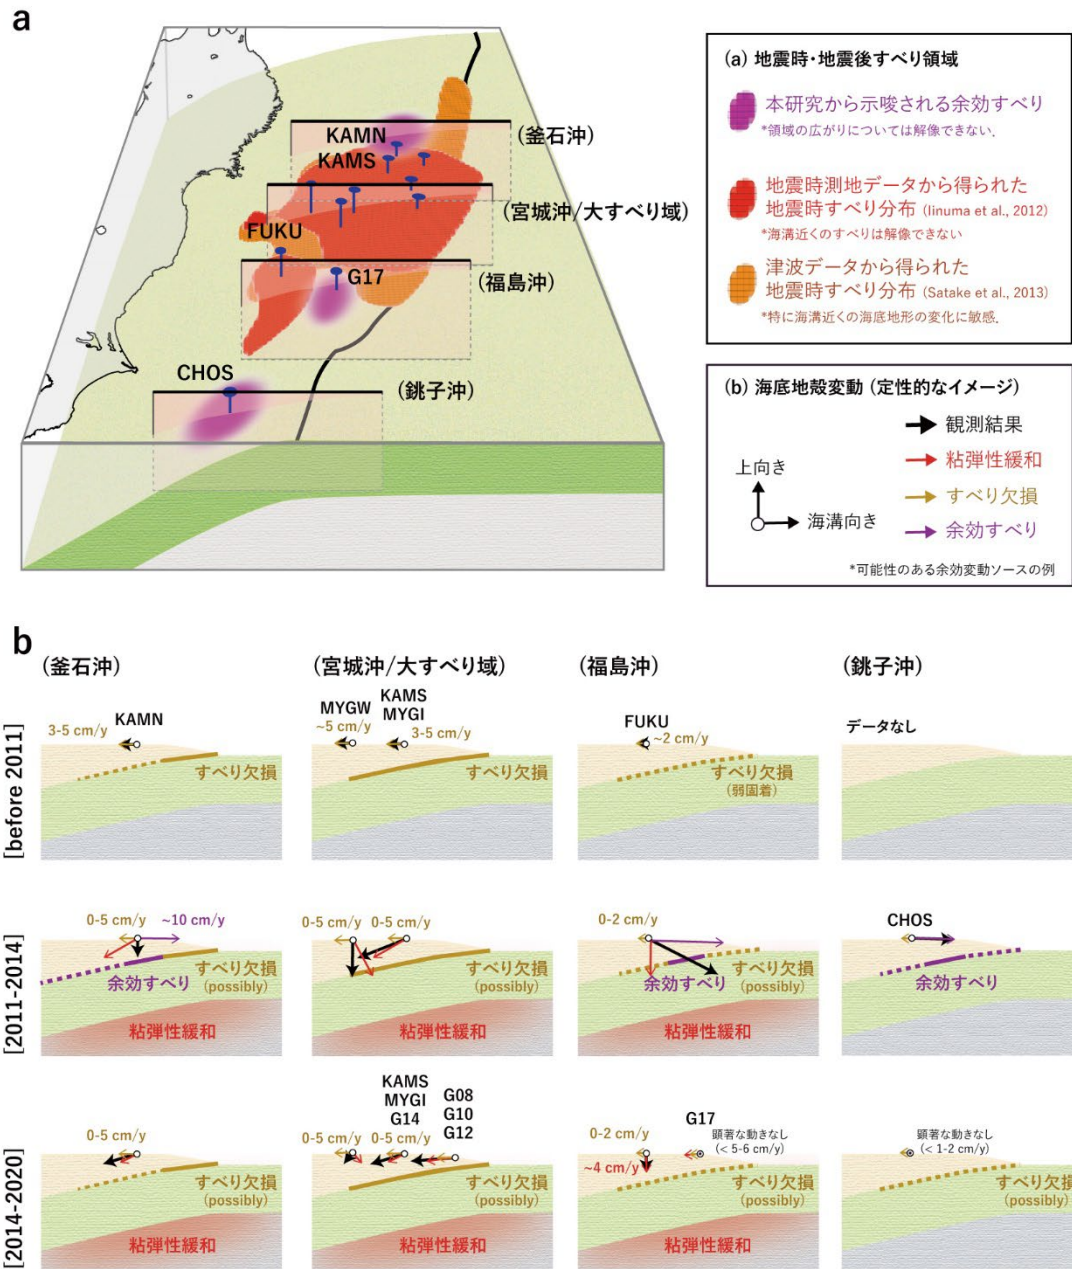 a
KAMN
(釜石沖)
KAMS
(宮城沖/大すべり域)
FUKU
G17
(福島沖)
CHOS
(銚子沖)
(a) 地震時・地震後すべり領域
本研究から示唆される余効すべり
*領域の広がりについては解像できない.
地震時測地データから得られた
地震時すべり分布 (Iinuma et al., 2012)
*海溝近くのすべりは解像できない
津波データから得られた
地震時すべり分布 (Satake et al., 2013)
*特に海溝近くの海底地形の変化に敏感.
(b) 海底地殻変動 (定性的なイメージ)
観測結果
粘弾性緩和
上向き
すべり欠損
海溝向き
余効すべり
*可能性のある余効変動ソースの例
b
(釜石沖)
(宮城沖/大すべり域)
(福島沖)
(銚子沖)
[before 2011]
KAMN
3-5 cm/y
すべり欠損
KAMS
MYGW
MYGI
~5 cm/y
3-5 cm/y
すべり欠損
FUKU
~2 cm/y
すべり欠損
(弱固着)
データなし
[2011-2014]
0-5 cm/y
~10 cm/y
すべり欠損
余効すべり
(possibly)
粘弾性緩和
0-5 cm/y
0-5 cm/y
すべり欠損
(possibly)
粘弾性緩和
0-2 cm/y
すべり欠損
余効すべり
(possibly)
粘弾性緩和
CHOS
余効すべり
[2014-2020]
0-5 cm/y
すべり欠損
(possibly)
粘弾性緩和
KAMS
MYGI
G14
G08
G10
G12
0-5 cm/y
0-5 cm/y
すべり欠損
(possibly)
粘弾性緩和
G17
0-2 cm/y
顕著な動きなし
(< 5-6 cm/y)
~4 cm/y
すべり欠損
(possibly)
粘弾性緩和
顕著な動きなし
(< 1-2 cm/y)
すべり欠損
(possibly)